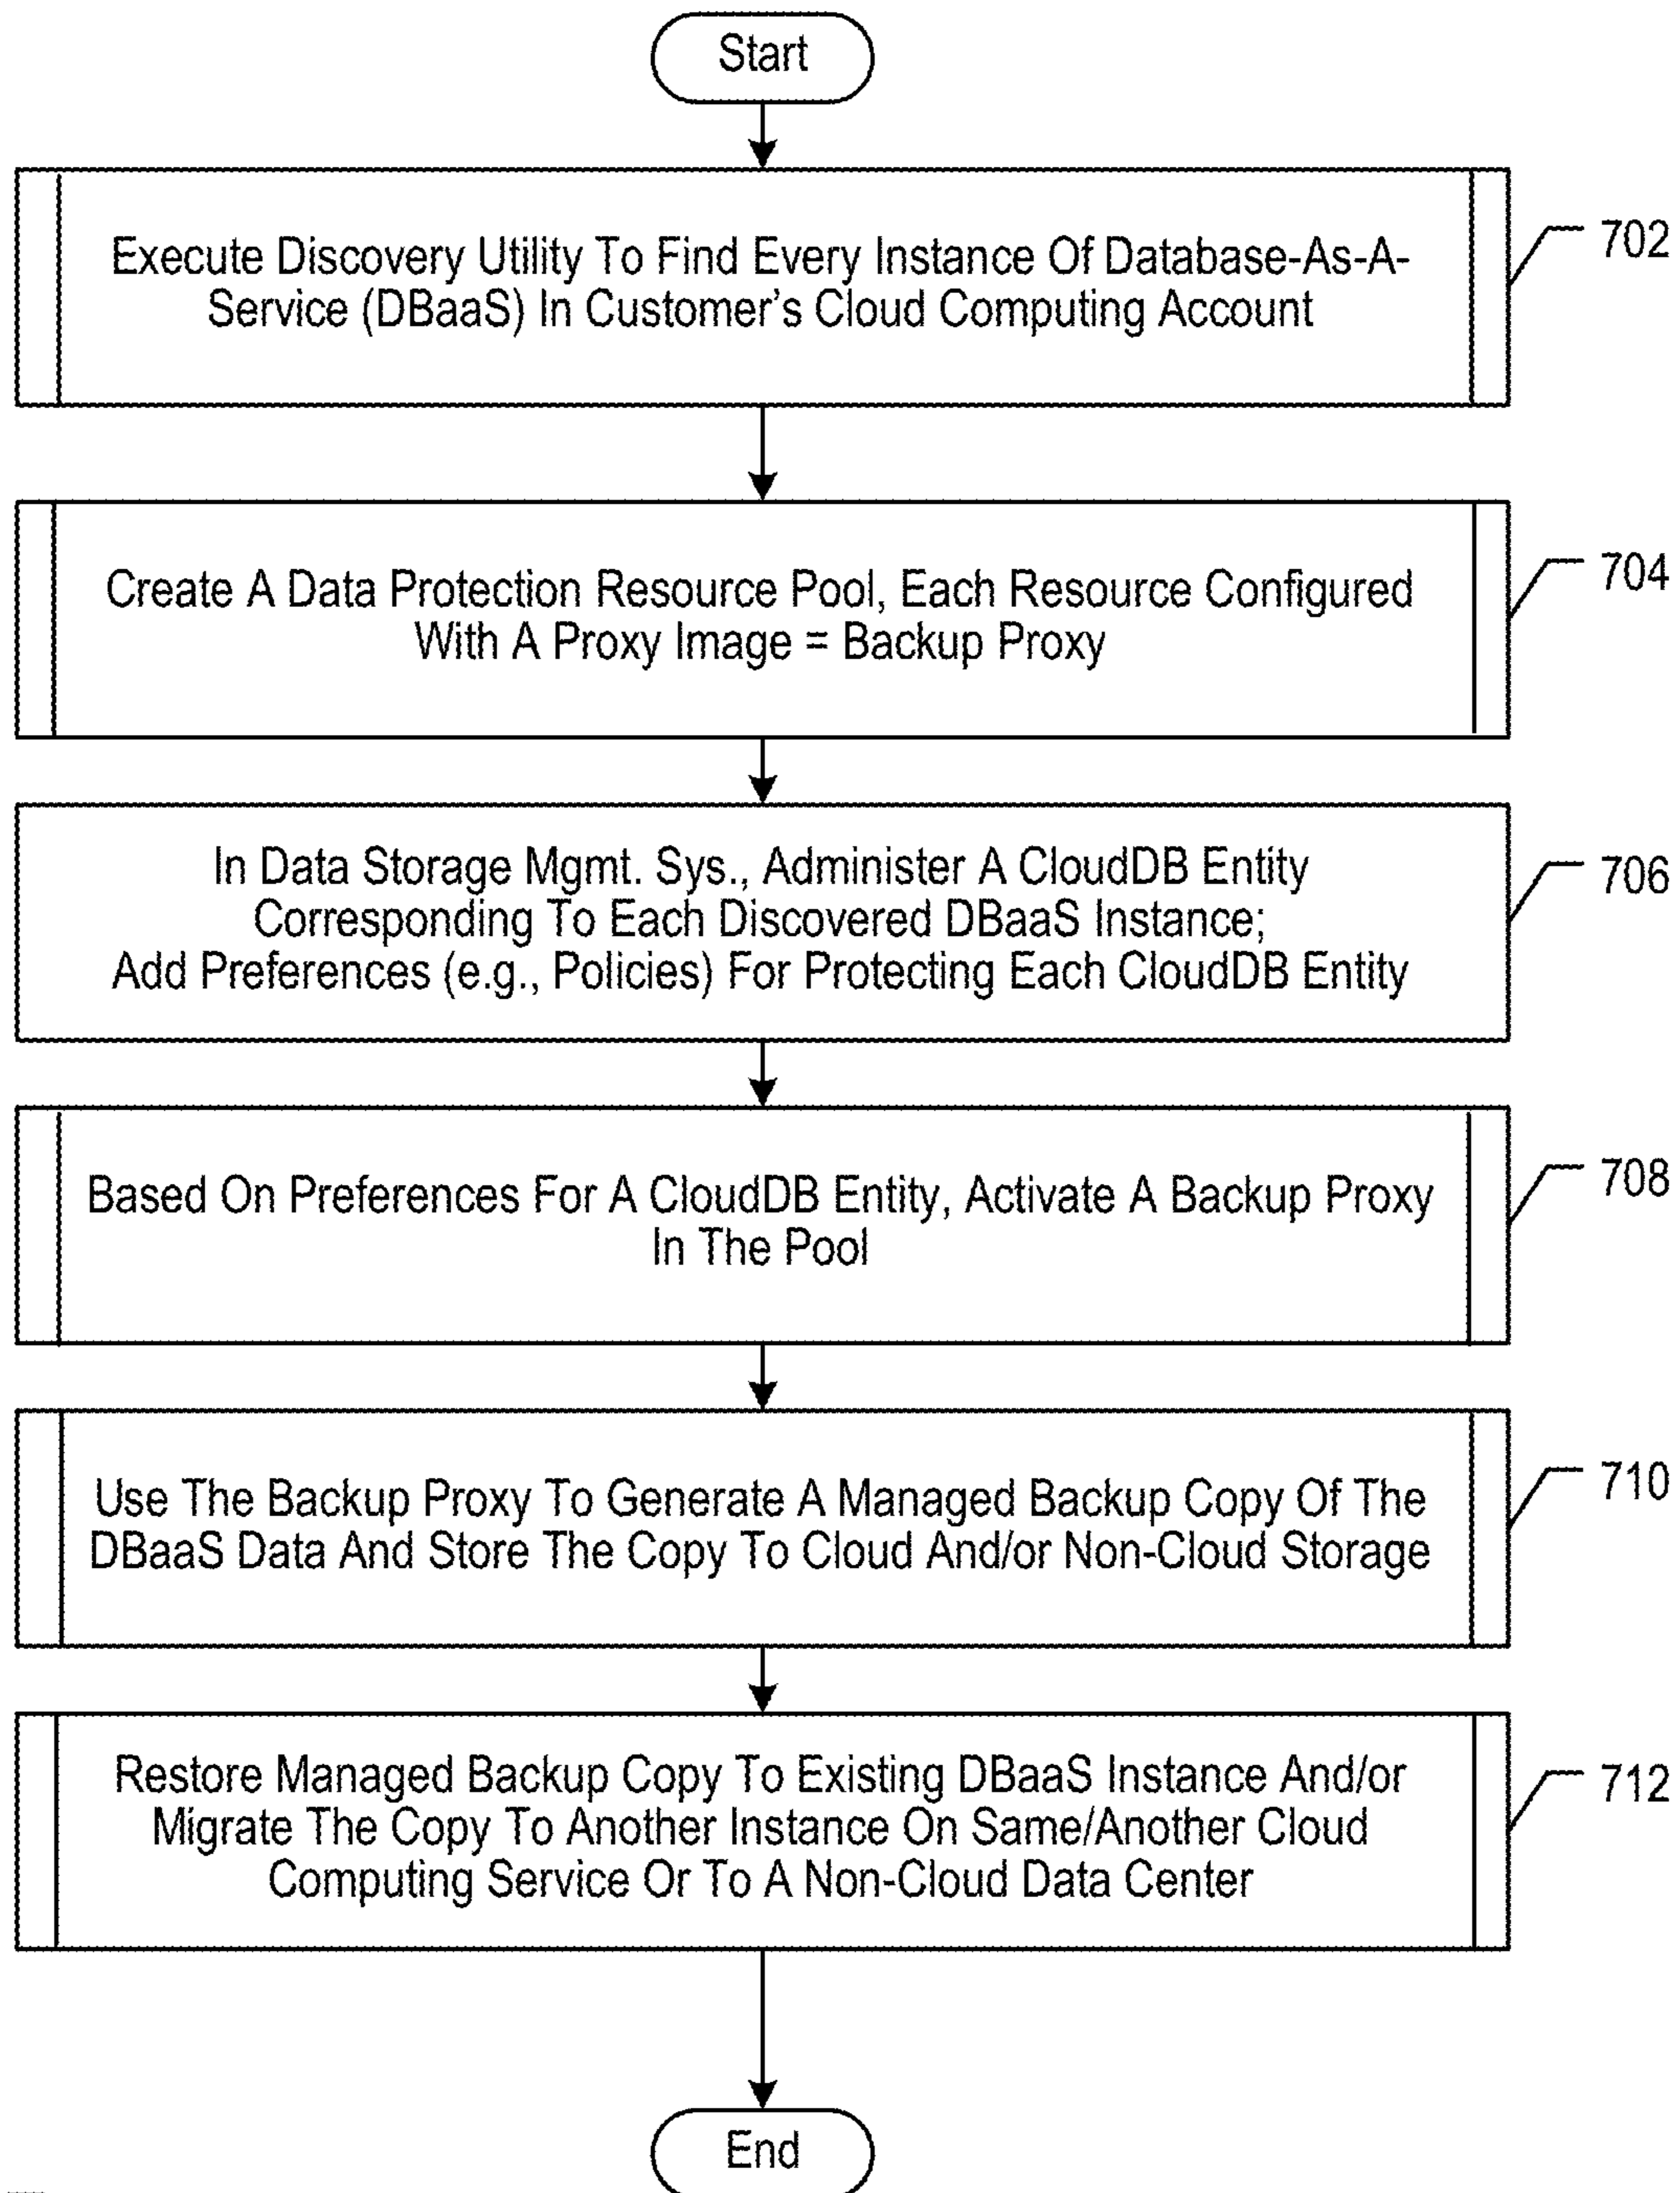 Start
Execute Discovery Utility To Find Every Instance Of Database-As-A-
Service (DBaaS) In Customer's Cloud Computing Account
702
Create A Data Protection Resource Pool, Each Resource Configured
With A Proxy Image = Backup Proxy
704
In Data Storage Mgmt. Sys., Administer A CloudDB Entity
Corresponding To Each Discovered DBaaS Instance;
Add Preferences (e.g., Policies) For Protecting Each CloudDB Entity
706
Based On Preferences For A CloudDB Entity, Activate A Backup Proxy
In The Pool
708
Use The Backup Proxy To Generate A Managed Backup Copy Of The
DBaaS Data And Store The Copy To Cloud And/or Non-Cloud Storage
710
Restore Managed Backup Copy To Existing DBaaS Instance And/or
Migrate The Copy To Another Instance On Same/Another Cloud
Computing Service Or To A Non-Cloud Data Center
712
End